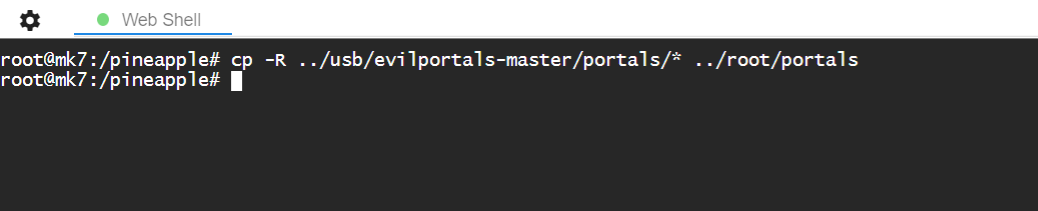 Web Shell
root@mk7:/pineapple# cp -R ../usb/evilportals-master/portals/* ../root/portals
root@mk7:/pineapple#